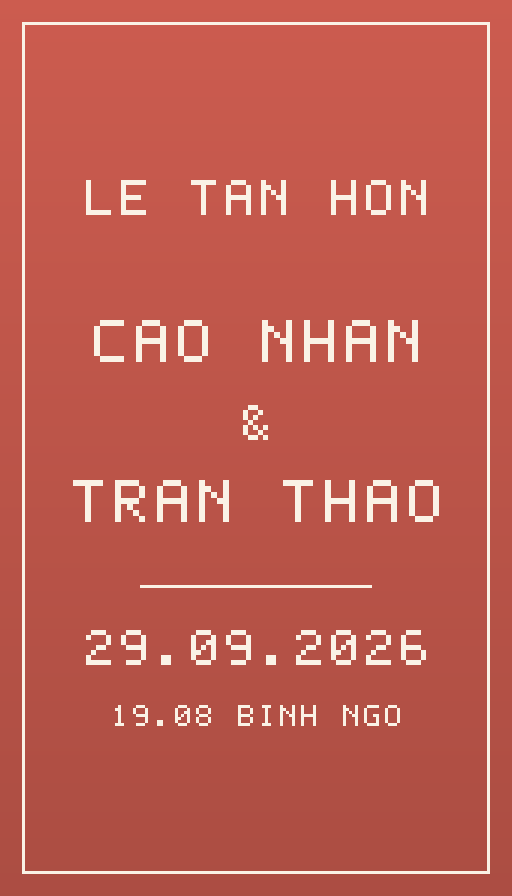 LE TAN HON
CAO NHAN
&
TRAN THAO
29.09.2026
19.08 BINH NGO